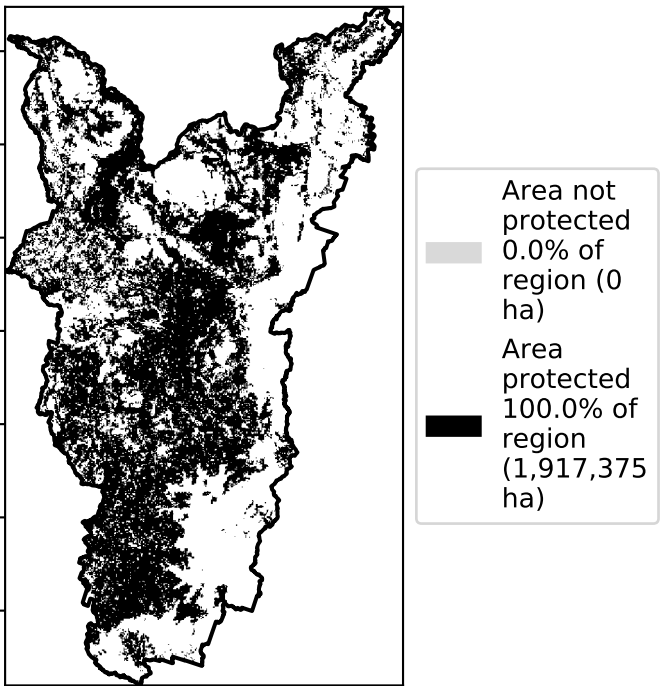 Area not
protected
0.0% of
region (0
ha)
Area
protected
100.0% of
region
(1,917,375
ha)